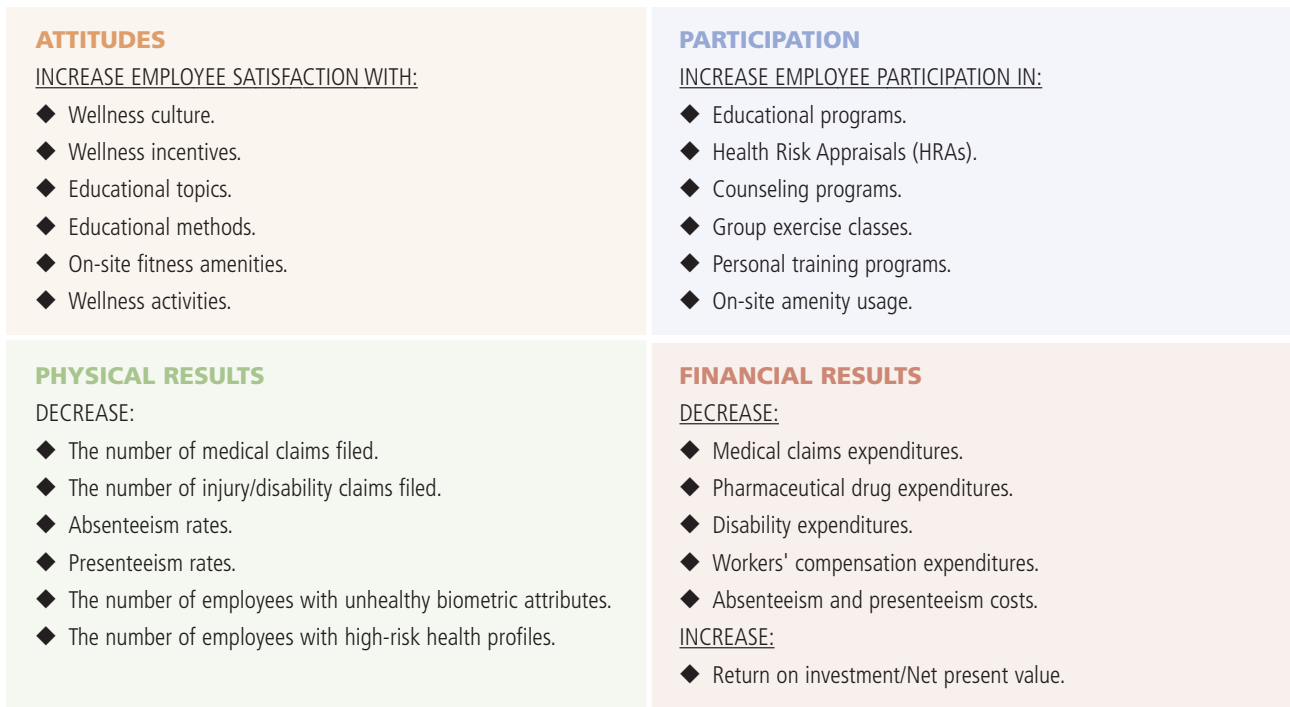 ATTITUDES
INCREASE EMPLOYEE SATISFACTION WITH:
◆ Wellness culture.
◆ Wellness incentives.
◆ Educational topics.
◆ Educational methods.
◆ On-site fitness amenities.
◆ Wellness activities.
PARTICIPATION
INCREASE EMPLOYEE PARTICIPATION IN:
◆ Educational programs.
◆ Health Risk Appraisals (HRAs).
◆ Counseling programs.
◆ Group exercise classes.
◆ Personal training programs.
◆ On-site amenity usage.
PHYSICAL RESULTS
DECREASE:
◆ The number of medical claims filed.
◆ The number of injury/disability claims filed.
◆ Absenteeism rates.
◆ Presenteeism rates.
◆ The number of employees with unhealthy biometric attributes.
◆ The number of employees with high-risk health profiles.
FINANCIAL RESULTS
DECREASE:
◆ Medical claims expenditures.
◆ Pharmaceutical drug expenditures.
◆ Disability expenditures.
◆ Workers' compensation expenditures.
◆ Absenteeism and presenteeism costs.
INCREASE:
◆ Return on investment/Net present value.